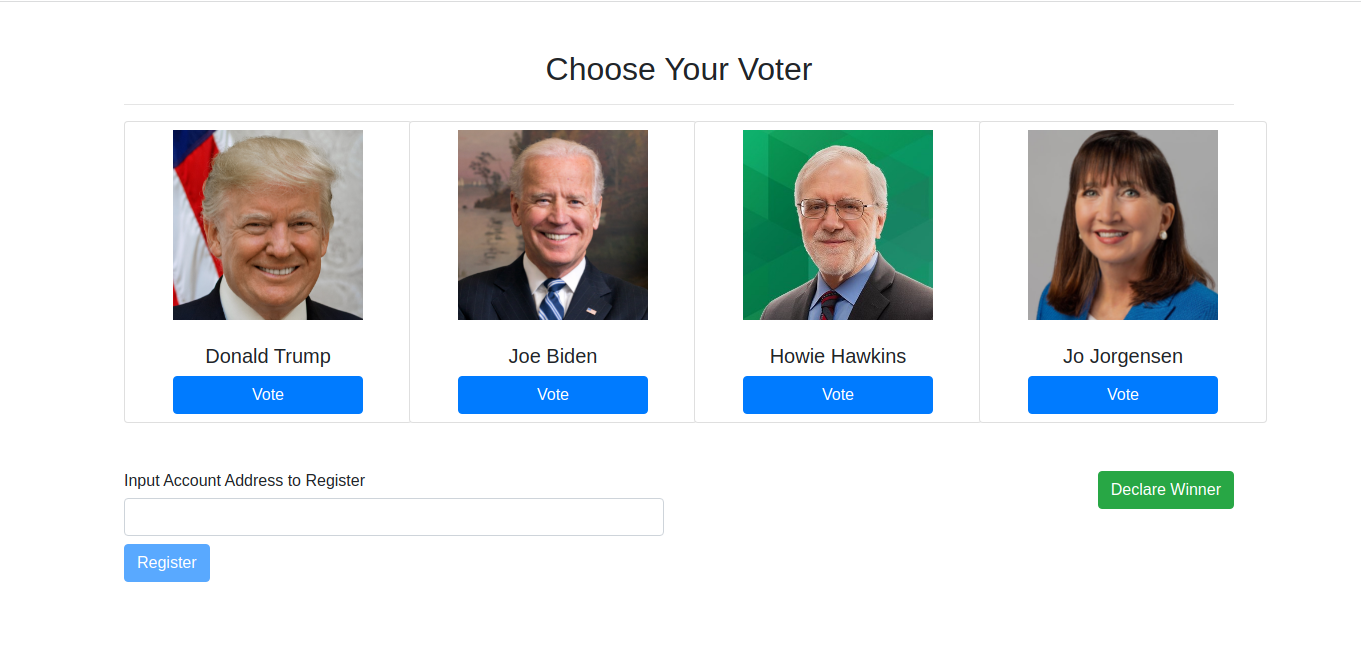 Choose Your Voter
Donald Trump
Joe Biden
Howie Hawkins
Jo Jorgensen
Vote
Vote
Vote
Vote
Input Account Address to Register
Declare Winner
Register